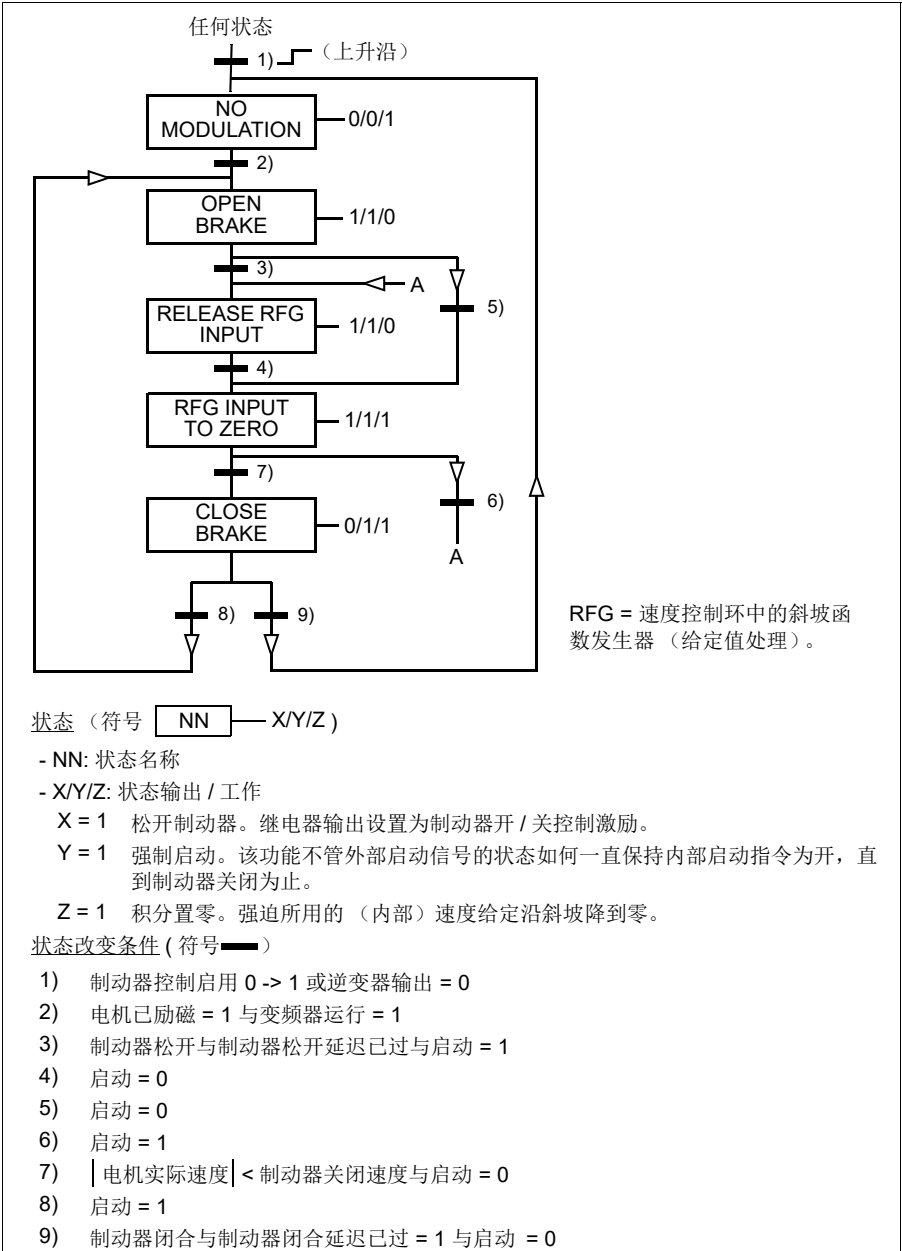 任何状态
1) （上升沿）
NO
MODULATION
0/0/1
2)
OPEN
BRAKE
1/1/0
3)
A
5)
RELEASE RFG
INPUT
1/1/0
4)
RFG INPUT
TO ZERO
1/1/1
7)
6)
CLOSE
BRAKE
0/1/1
A
8) 9)
RFG = 速度控制环中的斜坡函
数发生器 （给定值处理）。
状态 （符号 NN X/Y/Z )
- NN: 状态名称
- X/Y/Z: 状态输出 / 工作
X = 1 松开制动器。继电器输出设置为制动器开 / 关控制激励。
Y = 1 强制启动。该功能不管外部启动信号的状态如何一直保持内部启动指令为开，直
到制动器关闭为止。
Z = 1 积分置零。强迫所用的 （内部）速度给定沿斜坡降到零。
状态改变条件 ( 符号 ）
1) 制动器控制启用 0 -> 1 或逆变器输出 = 0
2) 电机已励磁 = 1 与变频器运行 = 1
3) 制动器松开与制动器松开延迟已过与启动 = 1
4) 启动 = 0
5) 启动 = 0
6) 启动 = 1
7) |电机实际速度| < 制动器关闭速度与启动 = 0
8) 启动 = 1
9) 制动器闭合与制动器闭合延迟已过 = 1 与启动 = 0